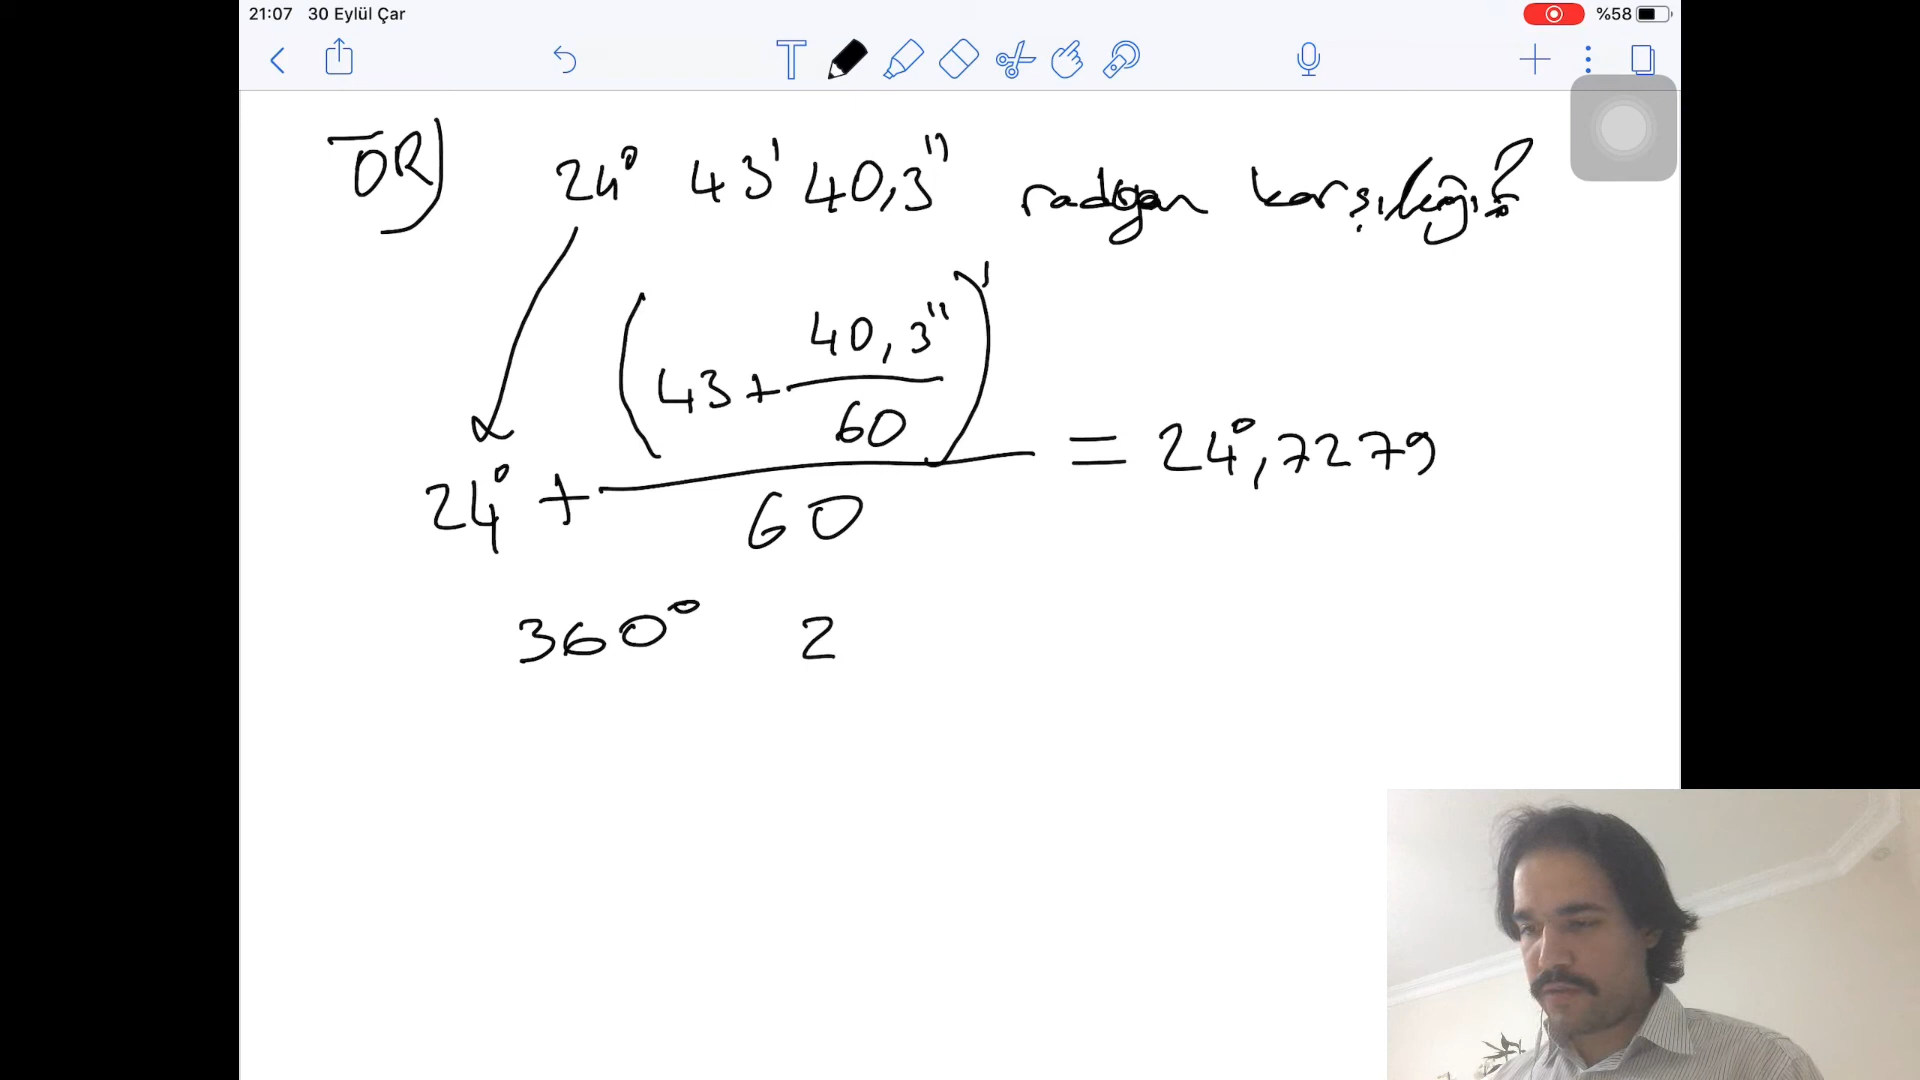 21:07 30 Eylül Çar %58
T
ÖR) 24° 43' 40,3" radyan karşılığı?
(43 + 40,3"/60)'
24° + /60 = 24°,7279
360° 2